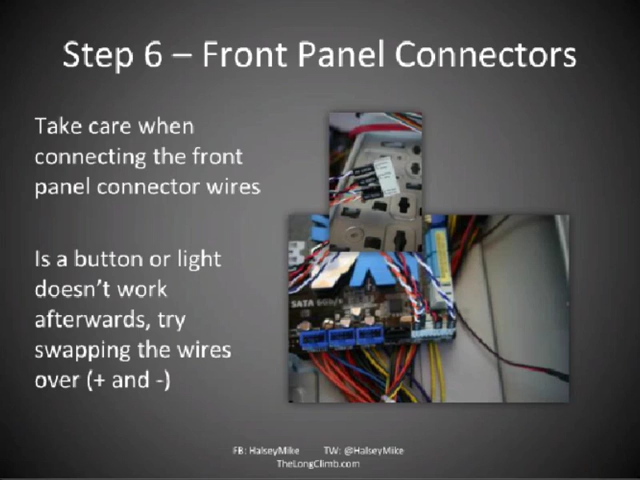 Step 6 – Front Panel Connectors
Take care when
connecting the front
panel connector wires
Is a button or light
doesn't work
afterwards, try
swapping the wires
over (+ and -)
SATA 6Gb/s
FB: HalseyMike TW: @HalseyMike
TheLongClimb.com